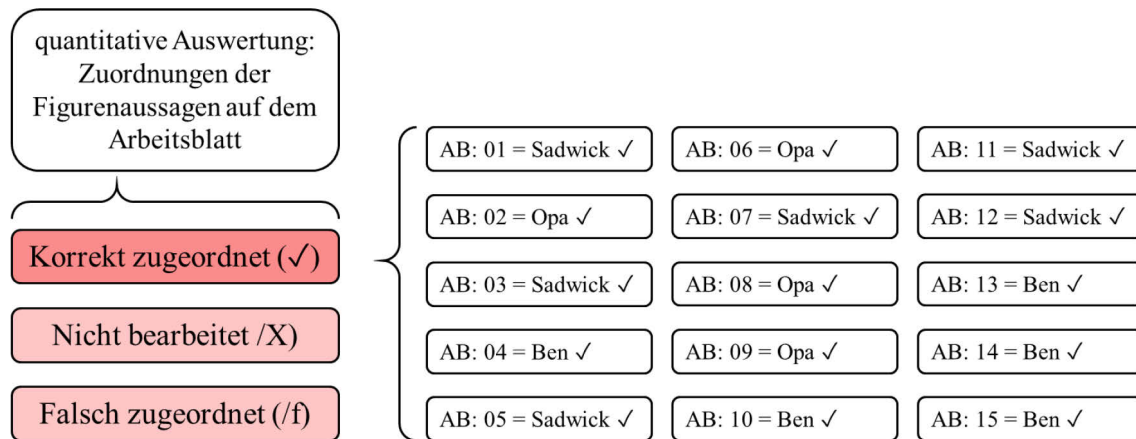 quantitative Auswertung:
Zuordnungen der
Figurenaussagen auf dem
Arbeitsblatt
Korrekt zugeordnet (✓)
Nicht bearbeitet /X)
Falsch zugeordnet (/f)
AB: 01 = Sadwick ✓
AB: 02 = Opa ✓
AB: 03 = Sadwick ✓
AB: 04 = Ben ✓
AB: 05 = Sadwick ✓
AB: 06 = Opa ✓
AB: 07 = Sadwick ✓
AB: 08 = Opa ✓
AB: 09 = Opa ✓
AB: 10 = Ben ✓
AB: 11 = Sadwick ✓
AB: 12 = Sadwick ✓
AB: 13 = Ben ✓
AB: 14 = Ben ✓
AB: 15 = Ben ✓